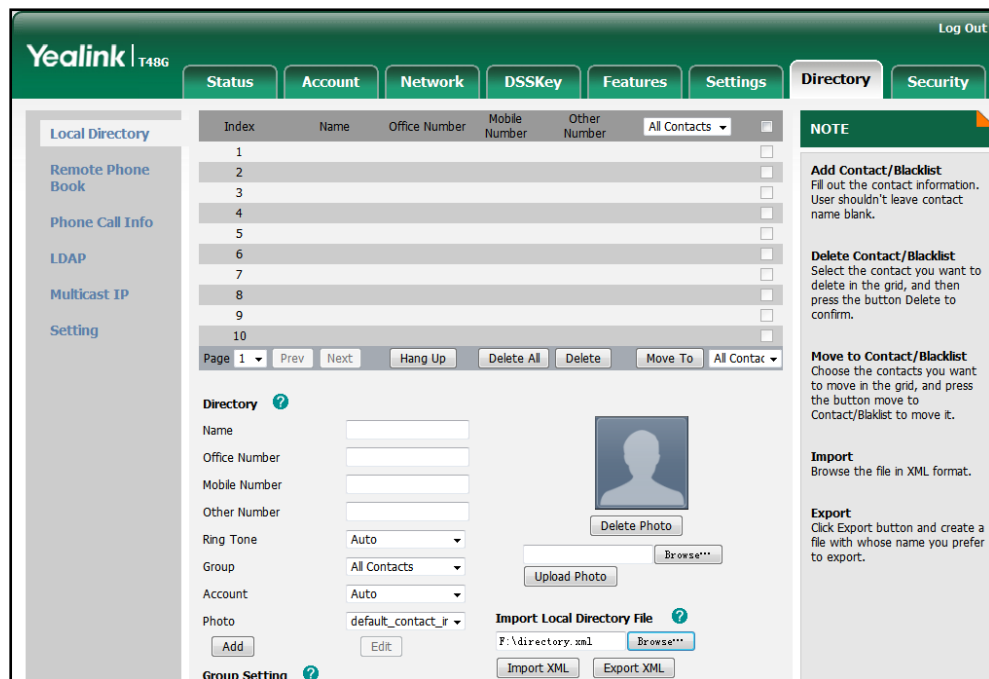 Log Out
Yealink T48G
Status Account Network DSSKey Features Settings Directory Security
Local Directory
Remote Phone
Book
Phone Call Info
LDAP
Multicast IP
Setting
Index Name Office Number Mobile Number Other Number All Contacts
1
2
3
4
5
6
7
8
9
10
Page 1 Prev Next Hang Up Delete All Delete Move To All Contac
Directory ?
Name
Office Number
Mobile Number
Other Number
Ring Tone Auto
Group All Contacts
Account Auto
Photo default_contact_ir
Add Edit
Group Setting ?
Delete Photo
Browse...
Upload Photo
Import Local Directory File ?
F:\directory.xml Browse...
Import XML Export XML
NOTE
Add Contact/Blacklist
Fill out the contact information.
User shouldn't leave contact
name blank.
Delete Contact/Blacklist
Select the contact you want to
delete in the grid, and then
press the button Delete to
confirm.
Move to Contact/Blacklist
Choose the contacts you want
to move in the grid, and press
the button move to
Contact/Blaklist to move it.
Import
Browse the file in XML format.
Export
Click Export button and create a
file with whose name you prefer
to export.